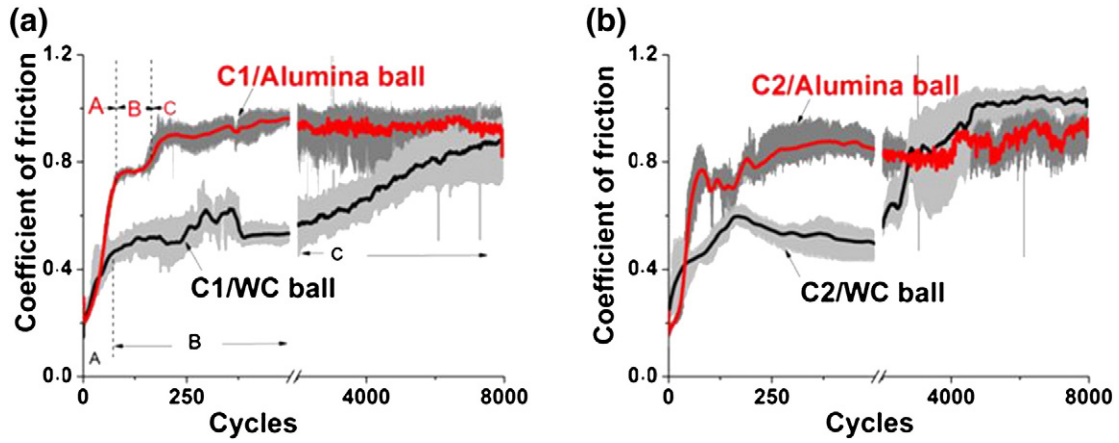 (a)
1.2
0.8
0.4
0.0
Coefficient of friction
A B C
C1/Alumina ball
C1/WC ball
C
A
B
0 250 4000 8000
Cycles
(b)
1.2
0.8
0.4
0.0
Coefficient of friction
C2/Alumina ball
C2/WC ball
0 250 4000 8000
Cycles